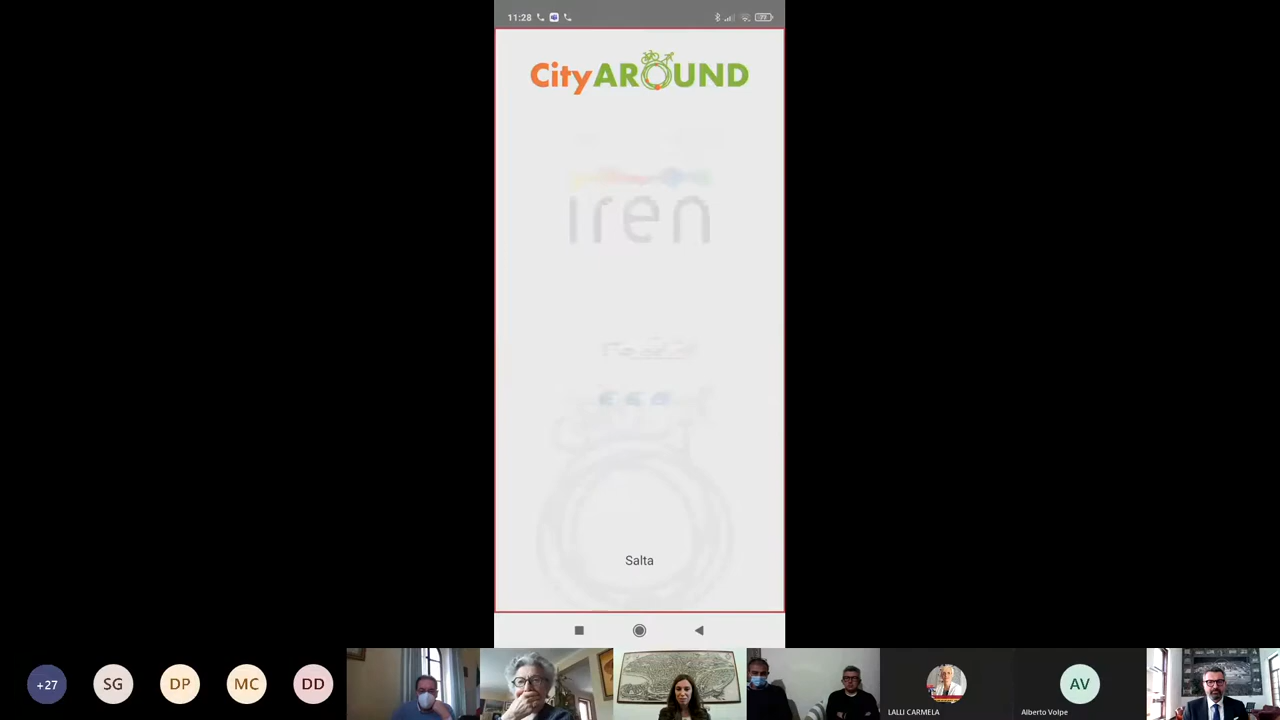 11:28
CityAROUND
iren
Salta
+27
SG
DP
MC
DD
LALLI CARMELA
AV
Alberto Volpe